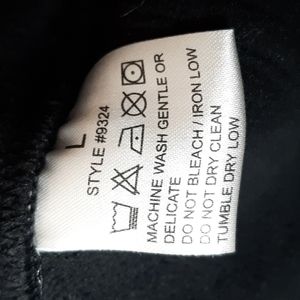 L
STYLE #9324
MACHINE WASH GENTLE OR
DELICATE
DO NOT BLEACH / IRON LOW
DO NOT DRY CLEAN
TUMBLE DRY LOW